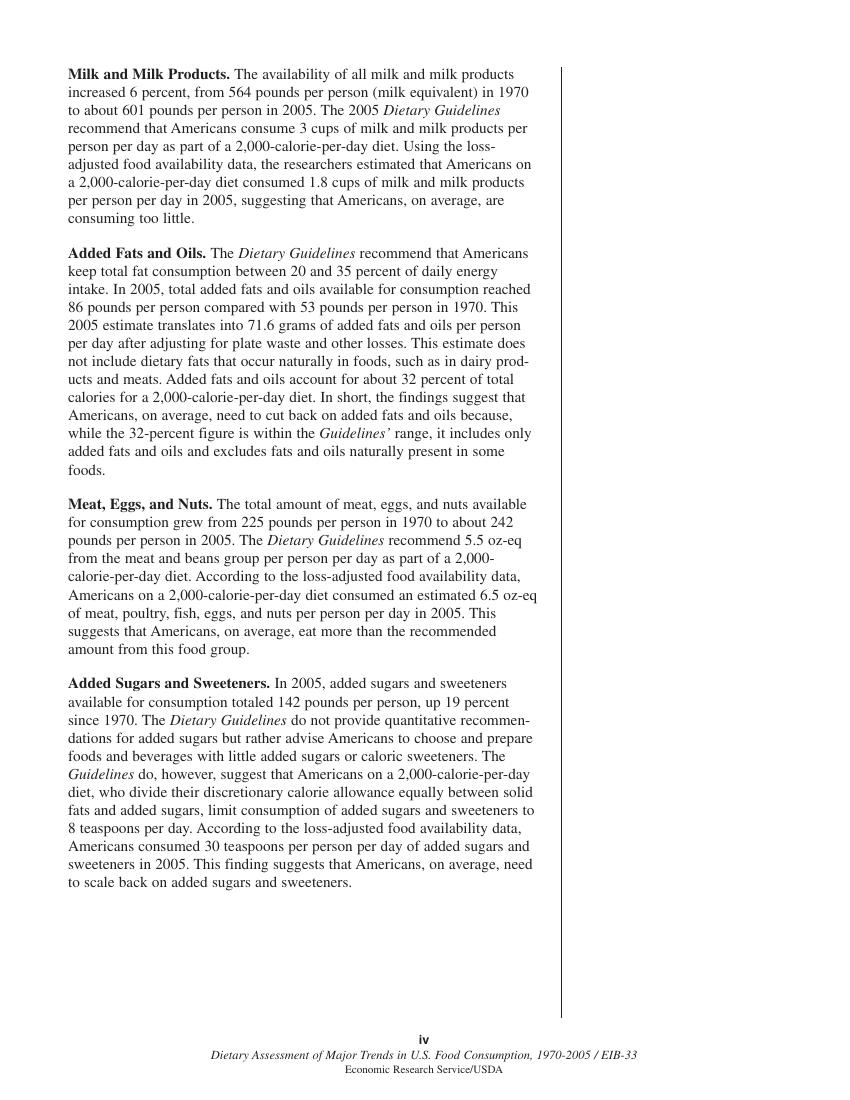 Milk and Milk Products. The availability of all milk and milk products
increased 6 percent, from 564 pounds per person (milk equivalent) in 1970
to about 601 pounds per person in 2005. The 2005 Dietary Guidelines
recommend that Americans consume 3 cups of milk and milk products per
person per day as part of a 2,000-calorie-per-day diet. Using the loss-
adjusted food availability data, the researchers estimated that Americans on
a 2,000-calorie-per-day diet consumed 1.8 cups of milk and milk products
per person per day in 2005, suggesting that Americans, on average, are
consuming too little.
Added Fats and Oils. The Dietary Guidelines recommend that Americans
keep total fat consumption between 20 and 35 percent of daily energy
intake. In 2005, total added fats and oils available for consumption reached
86 pounds per person compared with 53 pounds per person in 1970. This
2005 estimate translates into 71.6 grams of added fats and oils per person
per day after adjusting for plate waste and other losses. This estimate does
not include dietary fats that occur naturally in foods, such as in dairy prod-
ucts and meats. Added fats and oils account for about 32 percent of total
calories for a 2,000-calorie-per-day diet. In short, the findings suggest that
Americans, on average, need to cut back on added fats and oils because,
while the 32-percent figure is within the Guidelines’ range, it includes only
added fats and oils and excludes fats and oils naturally present in some
foods.
Meat, Eggs, and Nuts. The total amount of meat, eggs, and nuts available
for consumption grew from 225 pounds per person in 1970 to about 242
pounds per person in 2005. The Dietary Guidelines recommend 5.5 oz-eq
from the meat and beans group per person per day as part of a 2,000-
calorie-per-day diet. According to the loss-adjusted food availability data,
Americans on a 2,000-calorie-per-day diet consumed an estimated 6.5 oz-eq
of meat, poultry, fish, eggs, and nuts per person per day in 2005. This
suggests that Americans, on average, eat more than the recommended
amount from this food group.
Added Sugars and Sweeteners. In 2005, added sugars and sweeteners
available for consumption totaled 142 pounds per person, up 19 percent
since 1970. The Dietary Guidelines do not provide quantitative recommen-
dations for added sugars but rather advise Americans to choose and prepare
foods and beverages with little added sugars or caloric sweeteners. The
Guidelines do, however, suggest that Americans on a 2,000-calorie-per-day
diet, who divide their discretionary calorie allowance equally between solid
fats and added sugars, limit consumption of added sugars and sweeteners to
8 teaspoons per day. According to the loss-adjusted food availability data,
Americans consumed 30 teaspoons per person per day of added sugars and
sweeteners in 2005. This finding suggests that Americans, on average, need
to scale back on added sugars and sweeteners.
iv
Dietary Assessment of Major Trends in U.S. Food Consumption, 1970-2005 / EIB-33
Economic Research Service/USDA